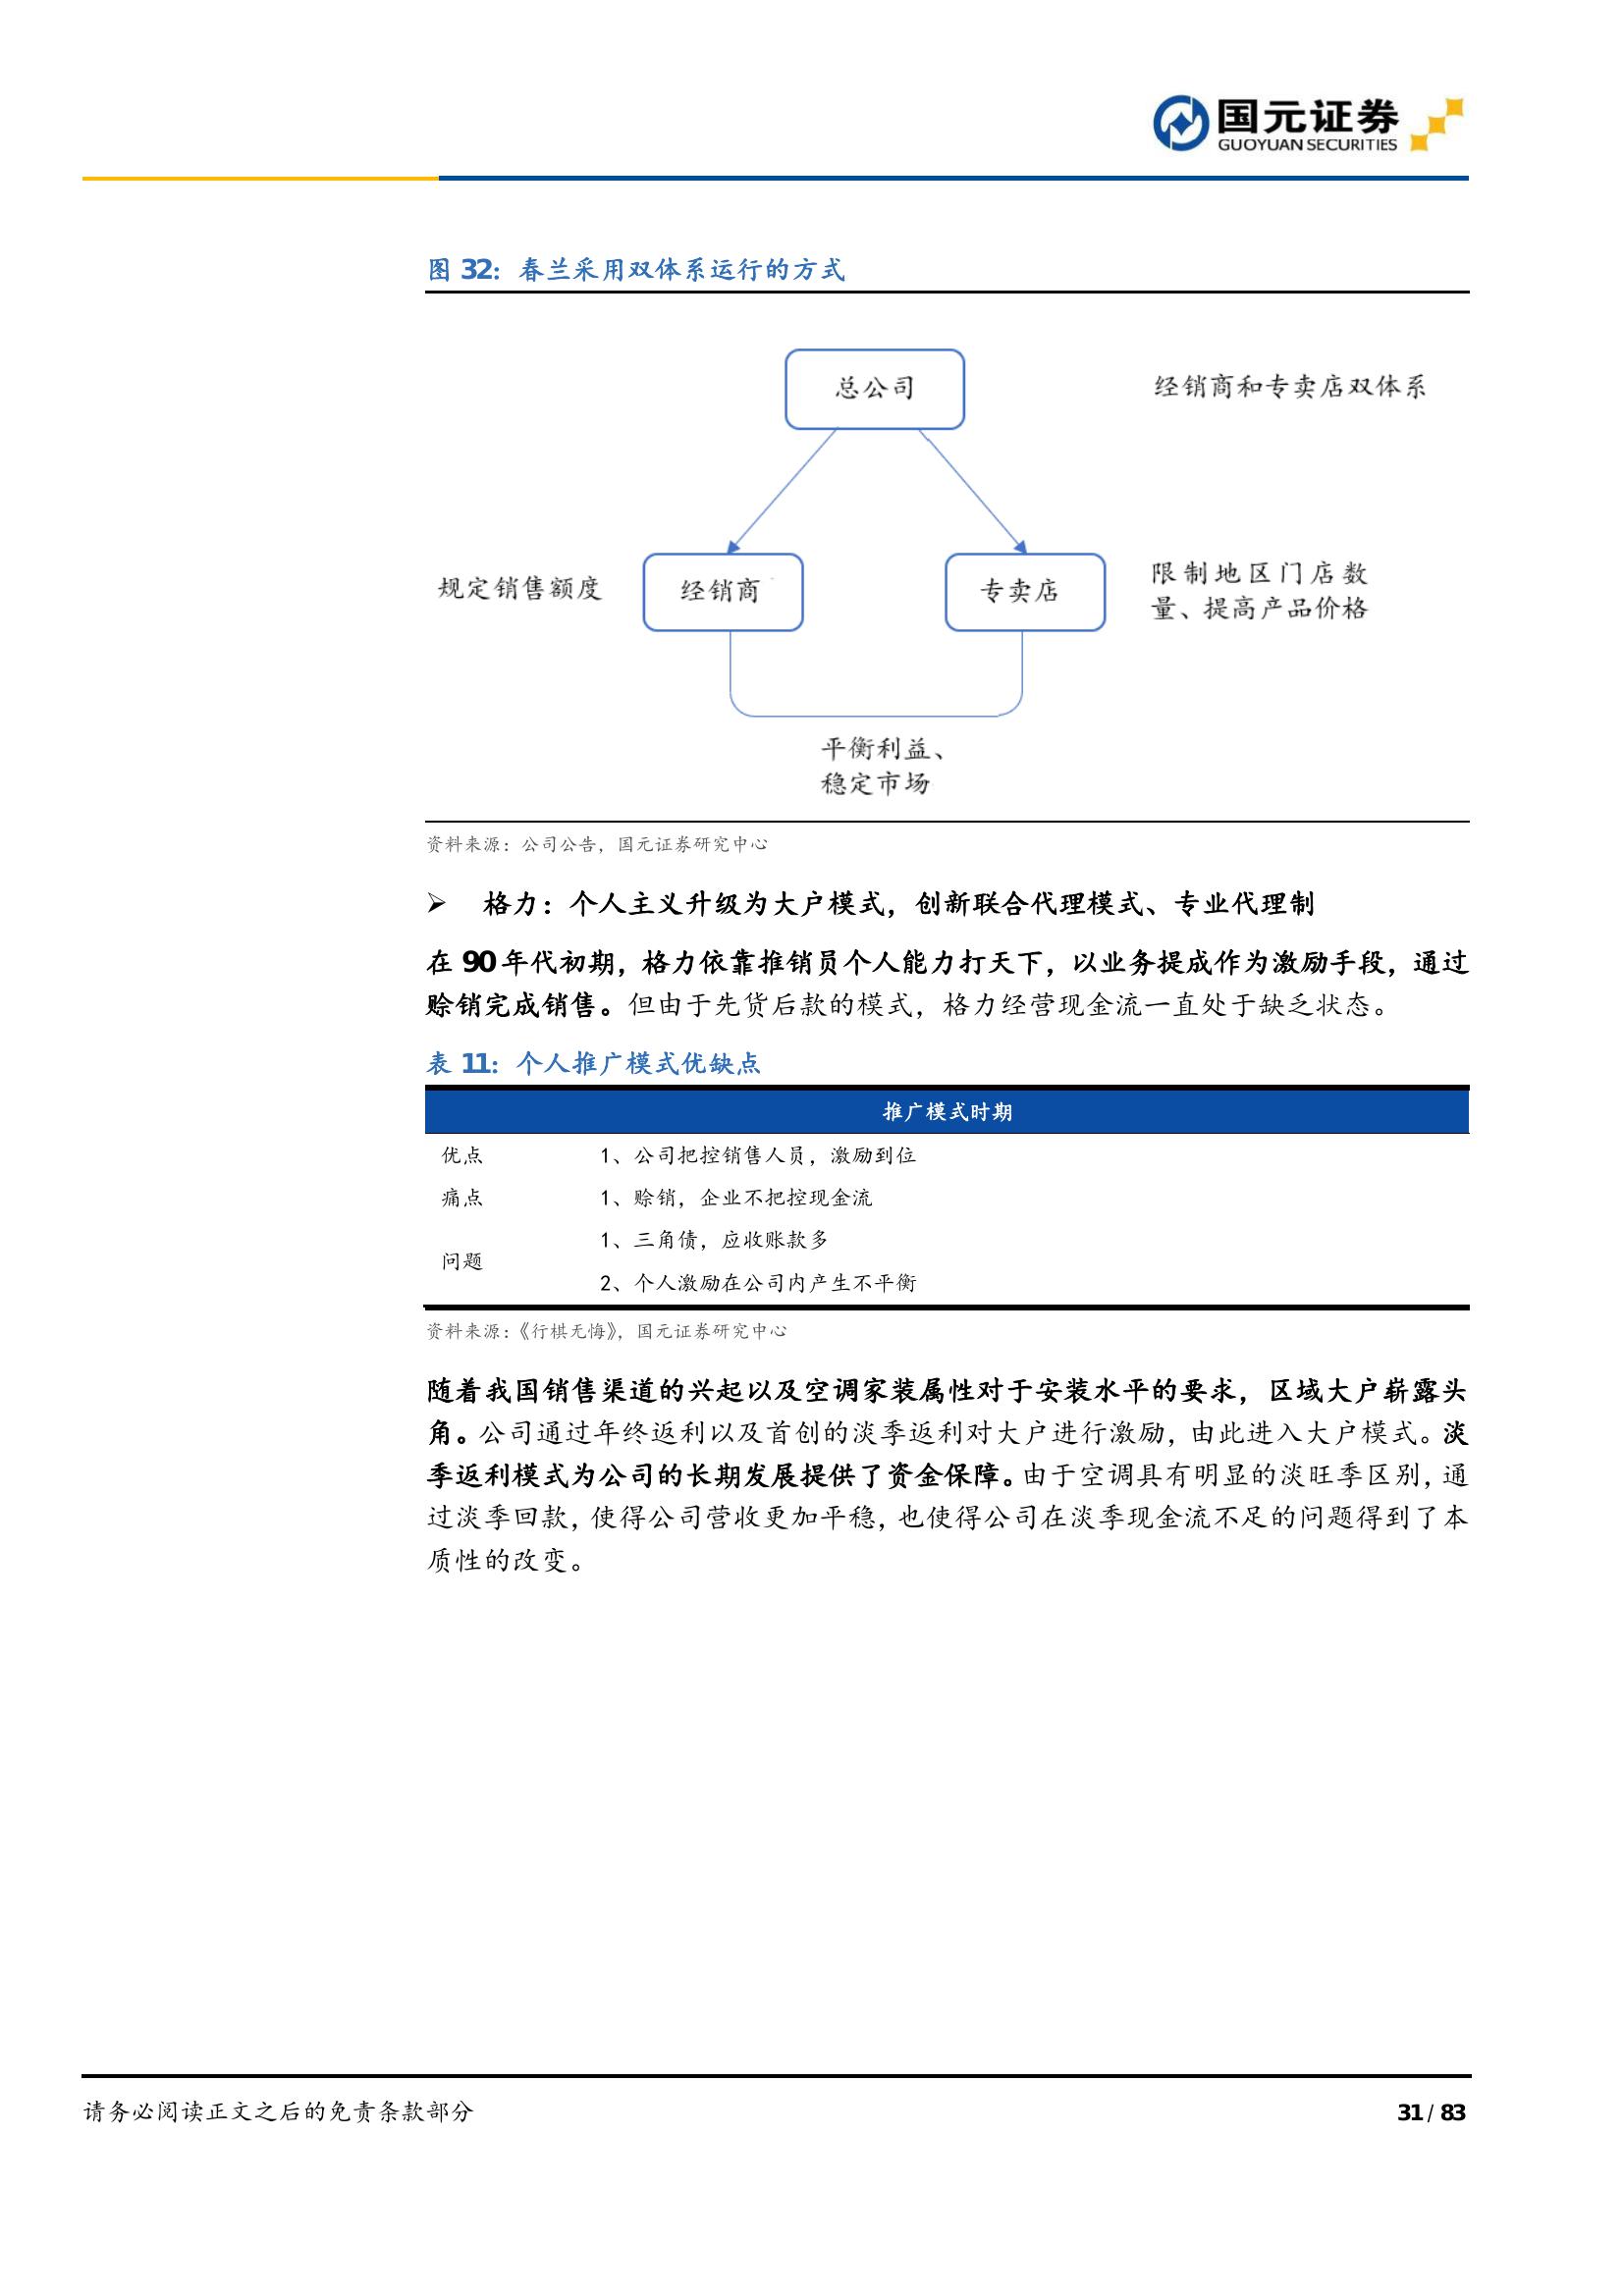 国元证券
GUOYUAN SECURITIES
图 32：春兰采用双体系运行的方式
总公司
经销商和专卖店双体系
规定销售额度
经销商
专卖店
限制地区门店数
量、提高产品价格
平衡利益、
稳定市场
资料来源：公司公告，国元证券研究中心
➢ 格力：个人主义升级为大户模式，创新联合代理模式、专业代理制
在 90 年代初期，格力依靠推销员个人能力打天下，以业务提成作为激励手段，通过
赊销完成销售。但由于先货后款的模式，格力经营现金流一直处于缺乏状态。
表 11：个人推广模式优缺点
推广模式时期
优点 1、公司把控销售人员，激励到位
痛点 1、赊销，企业不把控现金流
问题 1、三角债，应收账款多
2、个人激励在公司内产生不平衡
资料来源：《行棋无悔》，国元证券研究中心
随着我国销售渠道的兴起以及空调家装属性对于安装水平的要求，区域大户崭露头
角。公司通过年终返利以及首创的淡季返利对大户进行激励，由此进入大户模式。淡
季返利模式为公司的长期发展提供了资金保障。由于空调具有明显的淡旺季区别，通
过淡季回款，使得公司营收更加平稳，也使得公司在淡季现金流不足的问题得到了本
质性的改变。
请务必阅读正文之后的免责条款部分
31 / 83